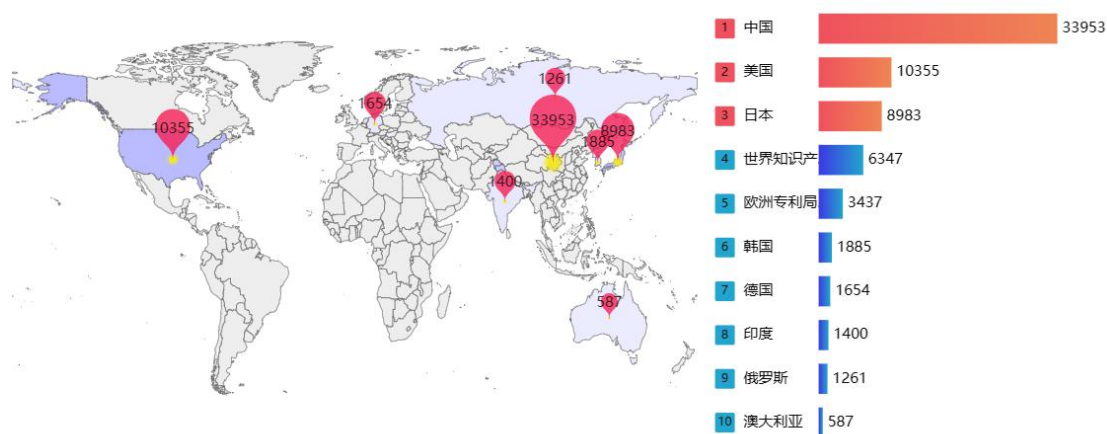 1261
1654
10355
33953
8983
1885
1400
587
1 中国 33953
2 美国 10355
3 日本 8983
4 世界知识产 6347
5 欧洲专利局 3437
6 韩国 1885
7 德国 1654
8 印度 1400
9 俄罗斯 1261
10 澳大利亚 587